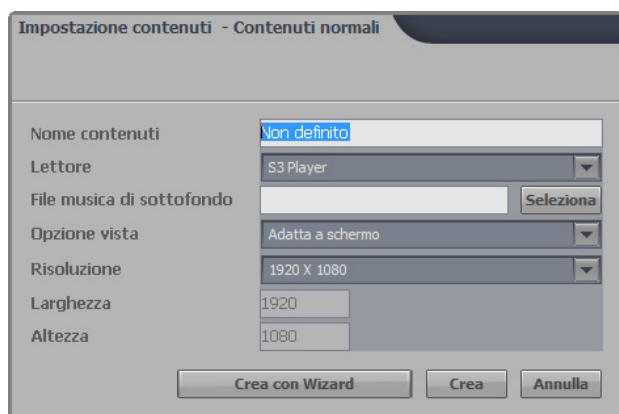 Impostazione contenuti - Contenuti normali
Nome contenuti Non definito
Lettore S3 Player
File musica di sottofondo Seleziona
Opzione vista Adatta a schermo
Risoluzione 1920 X 1080
Larghezza 1920
Altezza 1080
Crea con Wizard Crea Annulla